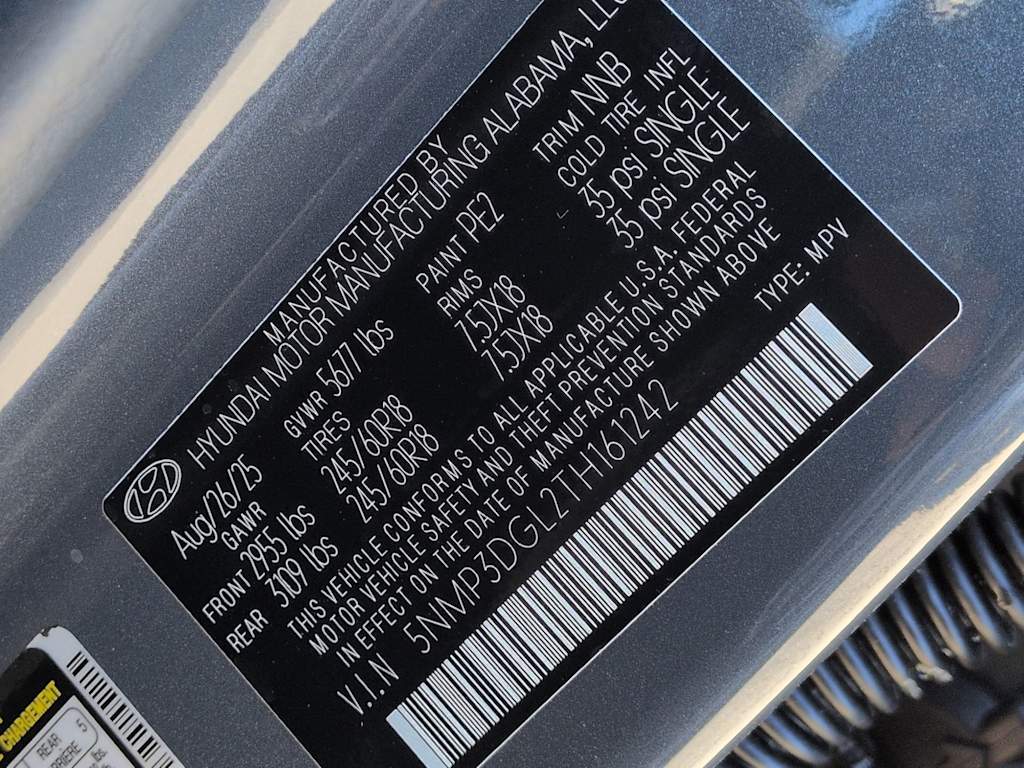 MANUFACTURED BY
HYUNDAI MOTOR MANUFACTURING ALABAMA, LLC
Aug/26/25 GVWR 5677 lbs PAINT PE2 TRIM NNB
GAWR TIRES RIMS COLD TIRE INFL
FRONT 2955 lbs 245/60R18 7.5JX18 35 psi SINGLE
REAR 3109 lbs 245/60R18 7.5JX18 35 psi SINGLE
THIS VEHICLE CONFORMS TO ALL APPLICABLE U.S.A. FEDERAL
MOTOR VEHICLE SAFETY AND THEFT PREVENTION STANDARDS
IN EFFECT ON THE DATE OF MANUFACTURE SHOWN ABOVE
V.I.N 5NMP3DGL2TH161242 TYPE: MPV
CHARGEMENT
REAR 5